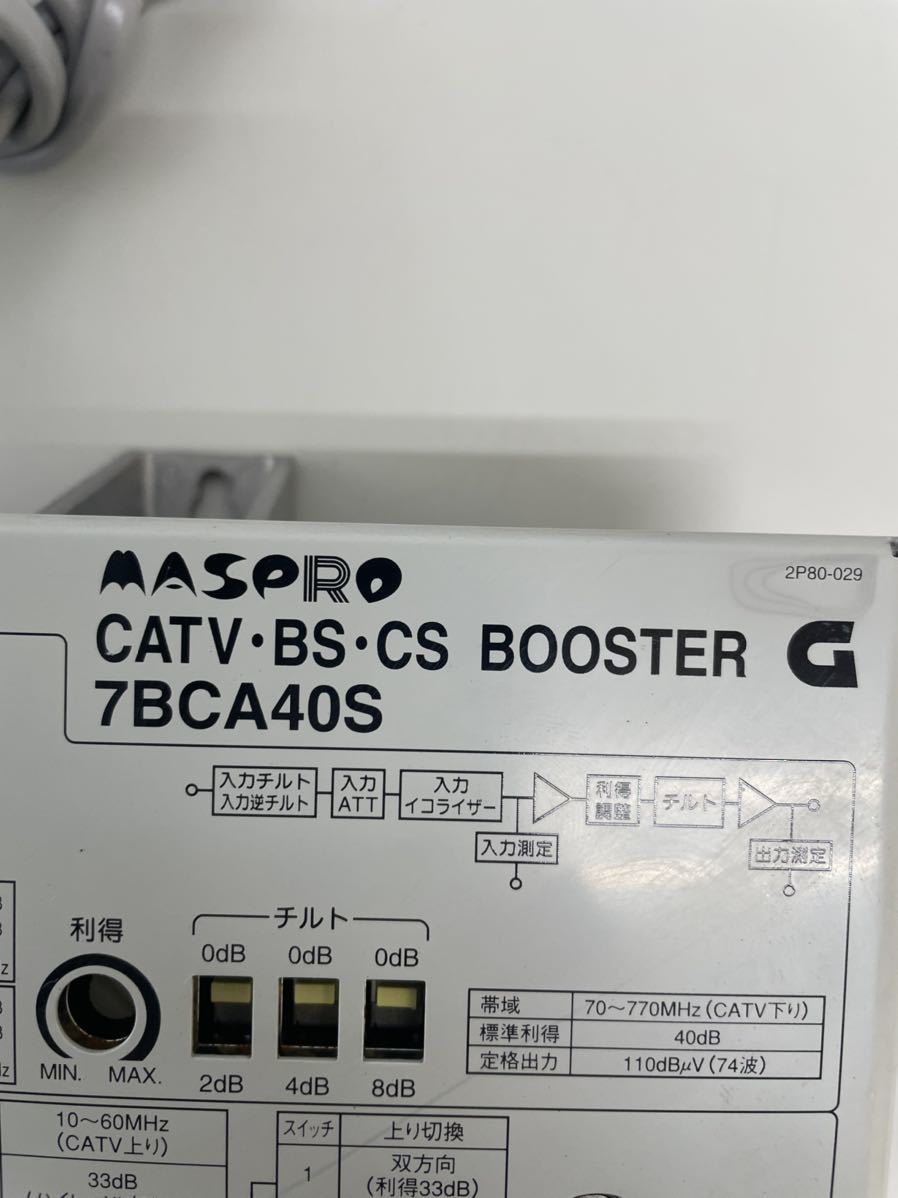 MASPRO
2P80-029
CATV・BS・CS BOOSTER G
7BCA40S
入力チルト
入力逆チルト
入力
ATT
入力
イコライザー
利得
調整
チルト
入力測定
出力測定
利得
MIN. MAX.
チルト
0dB 0dB 0dB
2dB 4dB 8dB
帯域 70～770MHz(CATV下り)
標準利得 40dB
定格出力 110dBμV(74波)
10～60MHz
(CATV上り)
33dB
スイッチ 上り切換
1 双方向
(利得33dB)